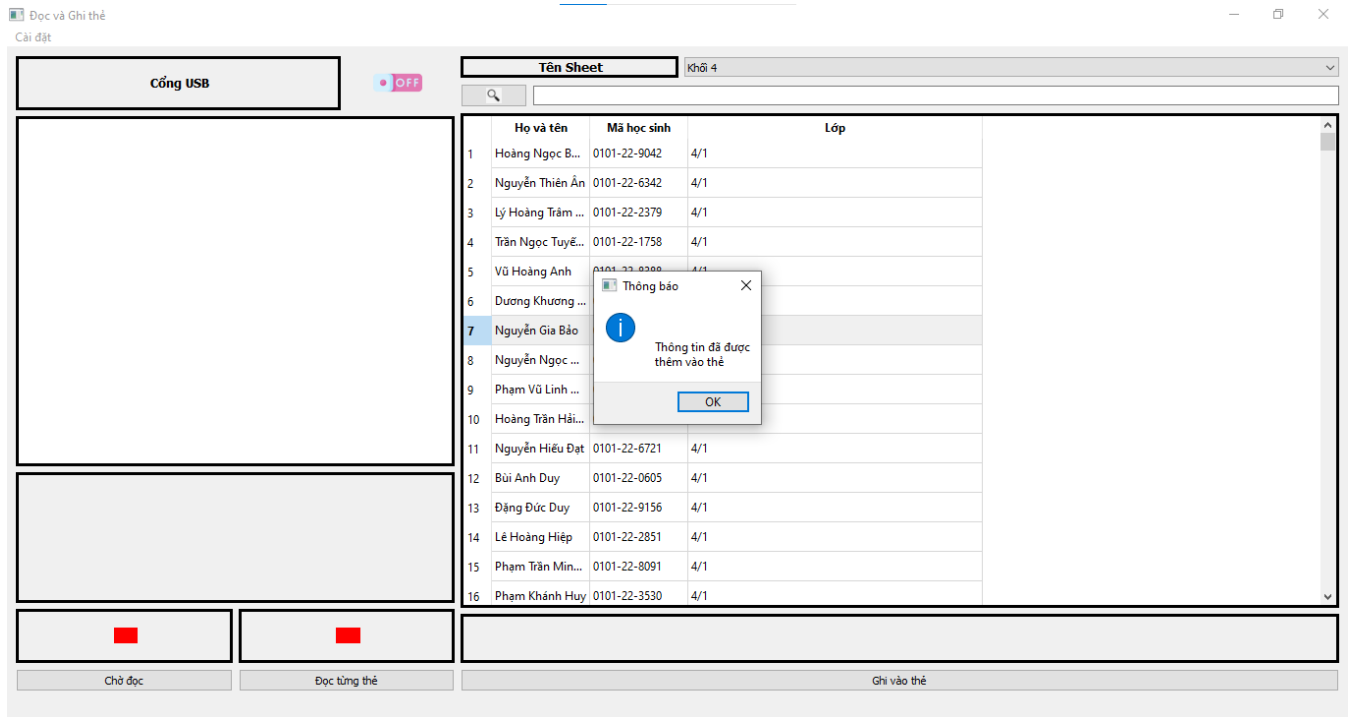 Đọc và Ghi thẻ
Cài đặt
Cổng USB
OFF
Tên Sheet
Khối 4
Họ và tên Mã học sinh Lớp
1 Hoàng Ngọc B... 0101-22-9042 4/1
2 Nguyễn Thiên Ân 0101-22-6342 4/1
3 Lý Hoàng Trâm ... 0101-22-2379 4/1
4 Trần Ngọc Tuyế... 0101-22-1758 4/1
5 Vũ Hoàng Anh
6 Dương Khương ...
7 Nguyễn Gia Bảo
8 Nguyễn Ngọc ...
9 Phạm Vũ Linh ...
10 Hoàng Trần Hải...
Thông báo
Thông tin đã được
thêm vào thẻ
OK
11 Nguyễn Hiếu Đạt 0101-22-6721 4/1
12 Bùi Anh Duy 0101-22-0605 4/1
13 Đặng Đức Duy 0101-22-9156 4/1
14 Lê Hoàng Hiệp 0101-22-2851 4/1
15 Phạm Trần Min... 0101-22-8091 4/1
16 Phạm Khánh Huy 0101-22-3530 4/1
Chờ đọc Đọc từng thẻ Ghi vào thẻ